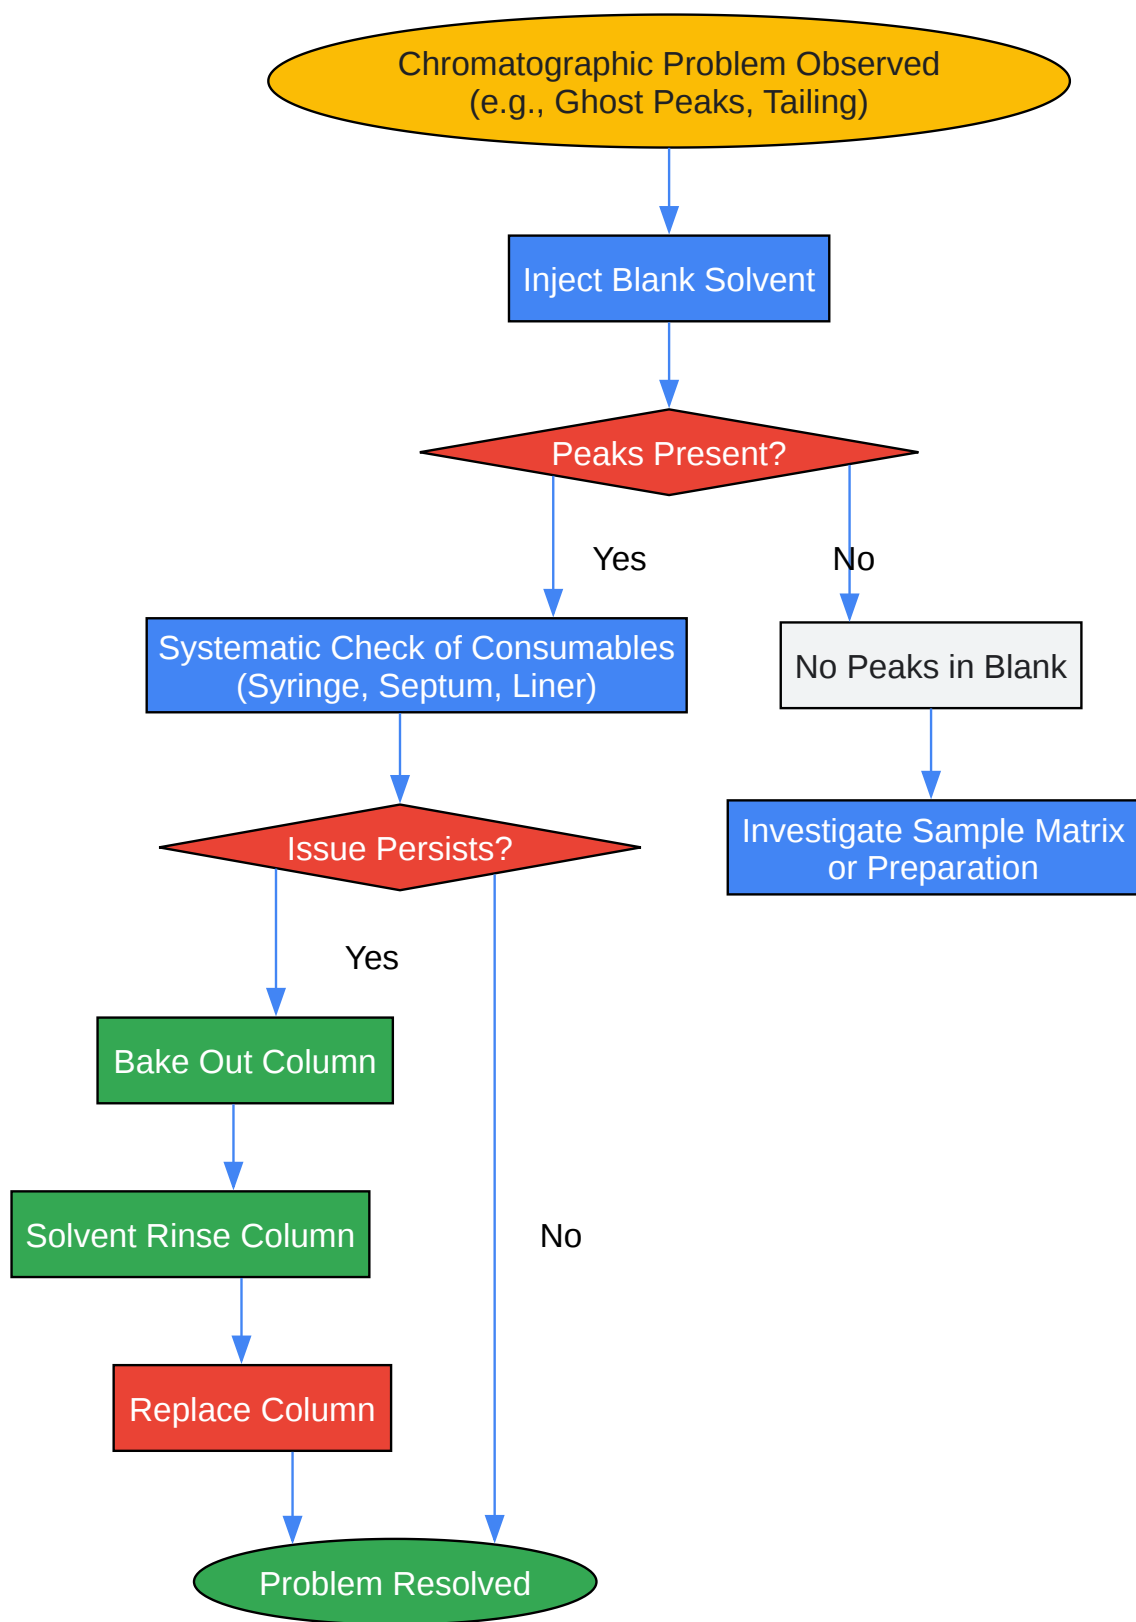 Chromatographic Problem Observed
(e.g., Ghost Peaks, Tailing)
Inject Blank Solvent
Peaks Present?
Yes
No
Systematic Check of Consumables
(Syringe, Septum, Liner)
No Peaks in Blank
Investigate Sample Matrix
or Preparation
Issue Persists?
Yes
Bake Out Column
Solvent Rinse Column
No
Replace Column
Problem Resolved